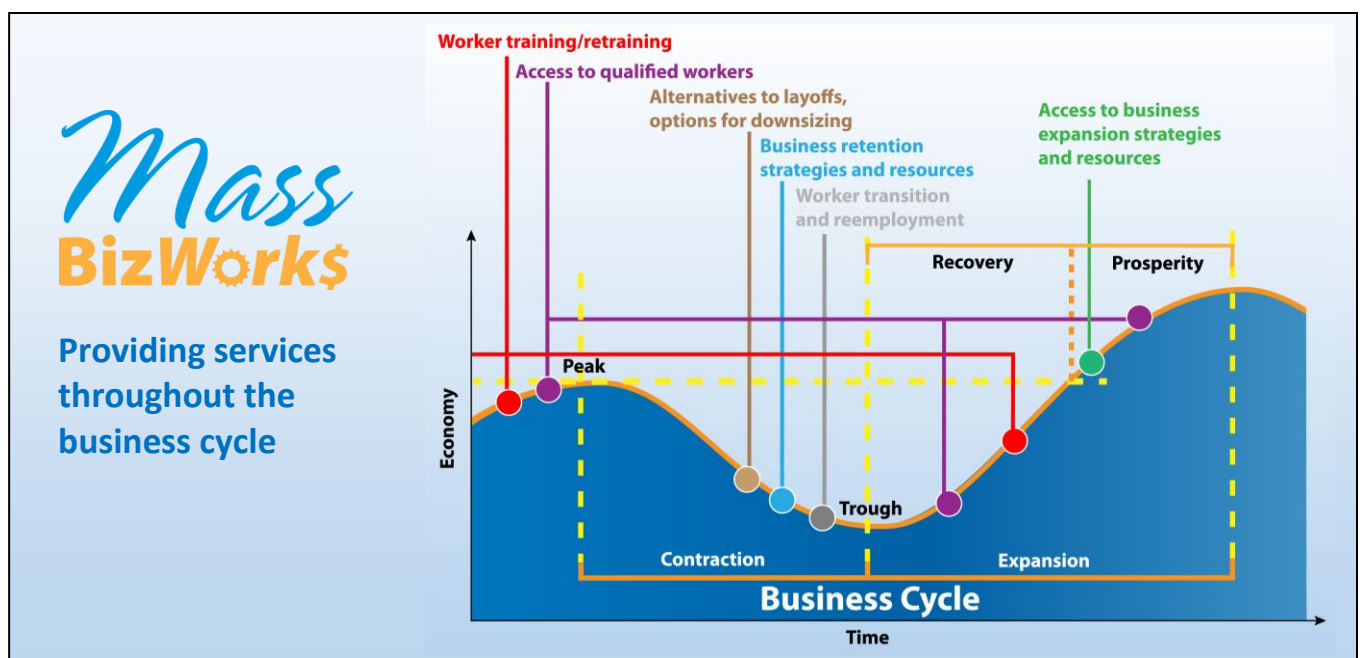 Mass
BizWork$
Providing services
throughout the
business cycle
Worker training/retraining
Access to qualified workers
Alternatives to layoffs,
options for downsizing
Business retention
strategies and resources
Worker transition
and reemployment
Access to business
expansion strategies
and resources
Recovery
Prosperity
Peak
Economy
Trough
Contraction
Expansion
Business Cycle
Time